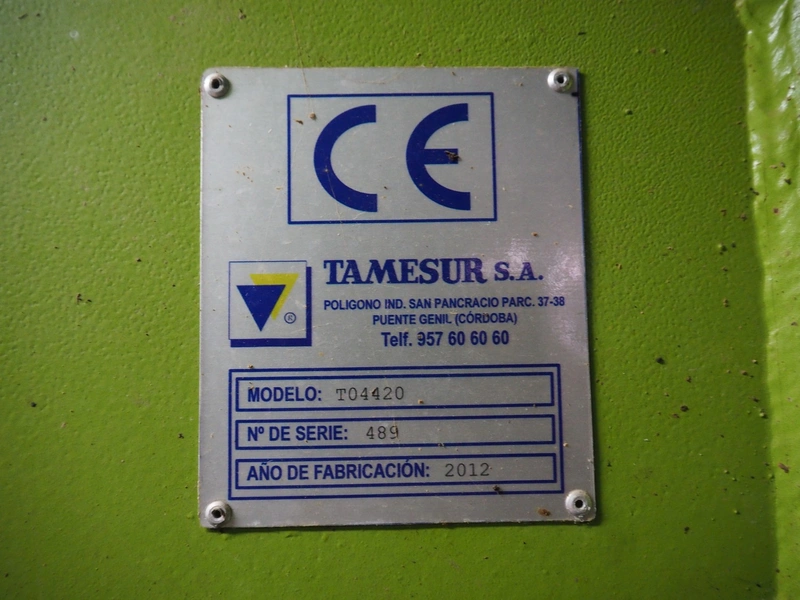 CE
TAMESUR S.A.
POLIGONO IND. SAN PANCRACIO PARC. 37-38
PUENTE GENIL (CÓRDOBA)
®
Telf. 957 60 60 60
MODELO: T04420
Nº DE SERIE: 489
AÑO DE FABRICACIÓN: 2012